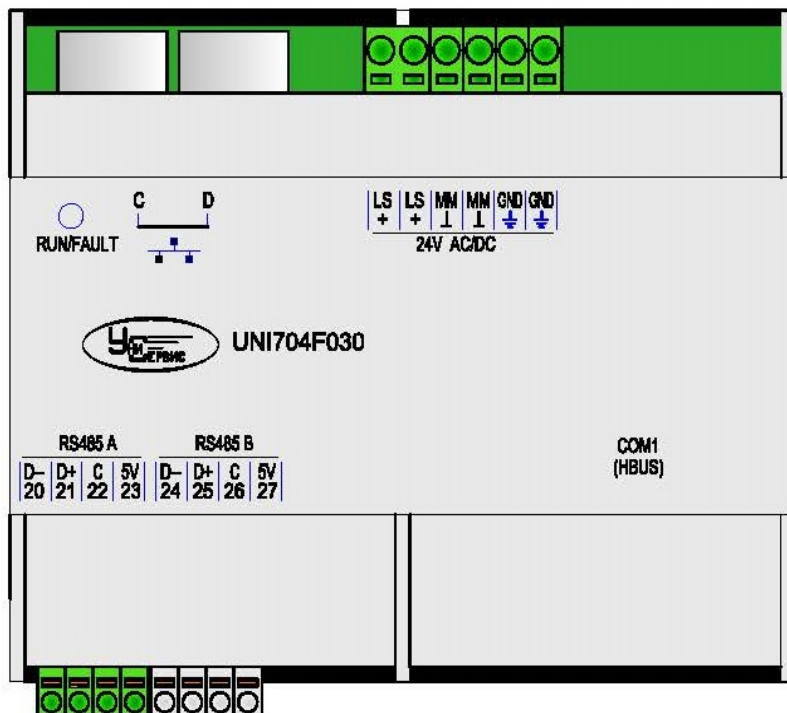 C D
LS LS MM MM GND GND
+ +
RUN/FAULT
24V AC/DC
UNI704F030
RS485 A RS485 B
D– D+ C 5V D– D+ C 5V
20 21 22 23 24 25 26 27
COM1
(HBUS)